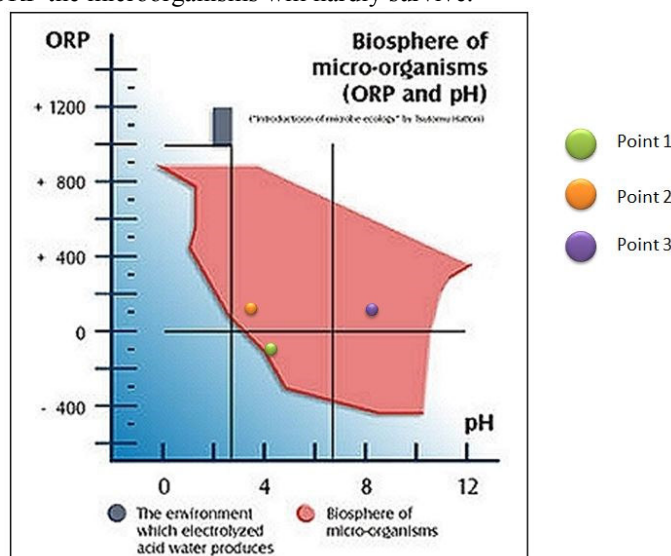 ORP the microorganisms will hardly survive.
ORP
Biosphere of
micro-organisms
(ORP and pH)
("Introductioon of microbe ecology" by Tsutomu Hattori)
+ 1200
+ 800
+ 400
0
- 400
pH
0 4 8 12
The environment
which electrolyzed
acid water produces
Biosphere of
micro-organisms
Point 1
Point 2
Point 3